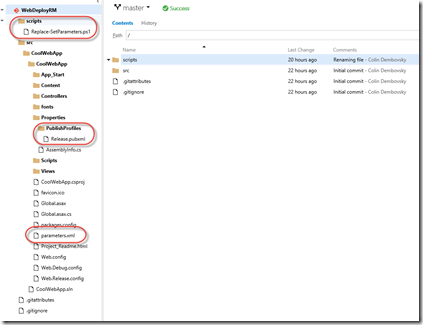 WebDeployRM
scripts
Replace-SetParameters.ps1
src
CoolWebApp
CoolWebApp
App_Start
Content
Controllers
fonts
Properties
PublishProfiles
Release.pubxml
AssemblyInfo.cs
Scripts
Views
CoolWebApp.csproj
favicon.ico
Global.asax
Global.asax.cs
packages.config
parameters.xml
Project_Readme.html
Web.config
Web.Debug.config
Web.Release.config
CoolWebApp.sln
.gitattributes
.gitignore
master Success
Contents History
Path /
Name Last Change Comments
scripts 20 hours ago Renaming file - Colin Dembovsky
src 22 hours ago Initial commit - Colin Dembovsky
.gitattributes 22 hours ago Initial commit - Colin Dembovsky
.gitignore 22 hours ago Initial commit - Colin Dembovsky